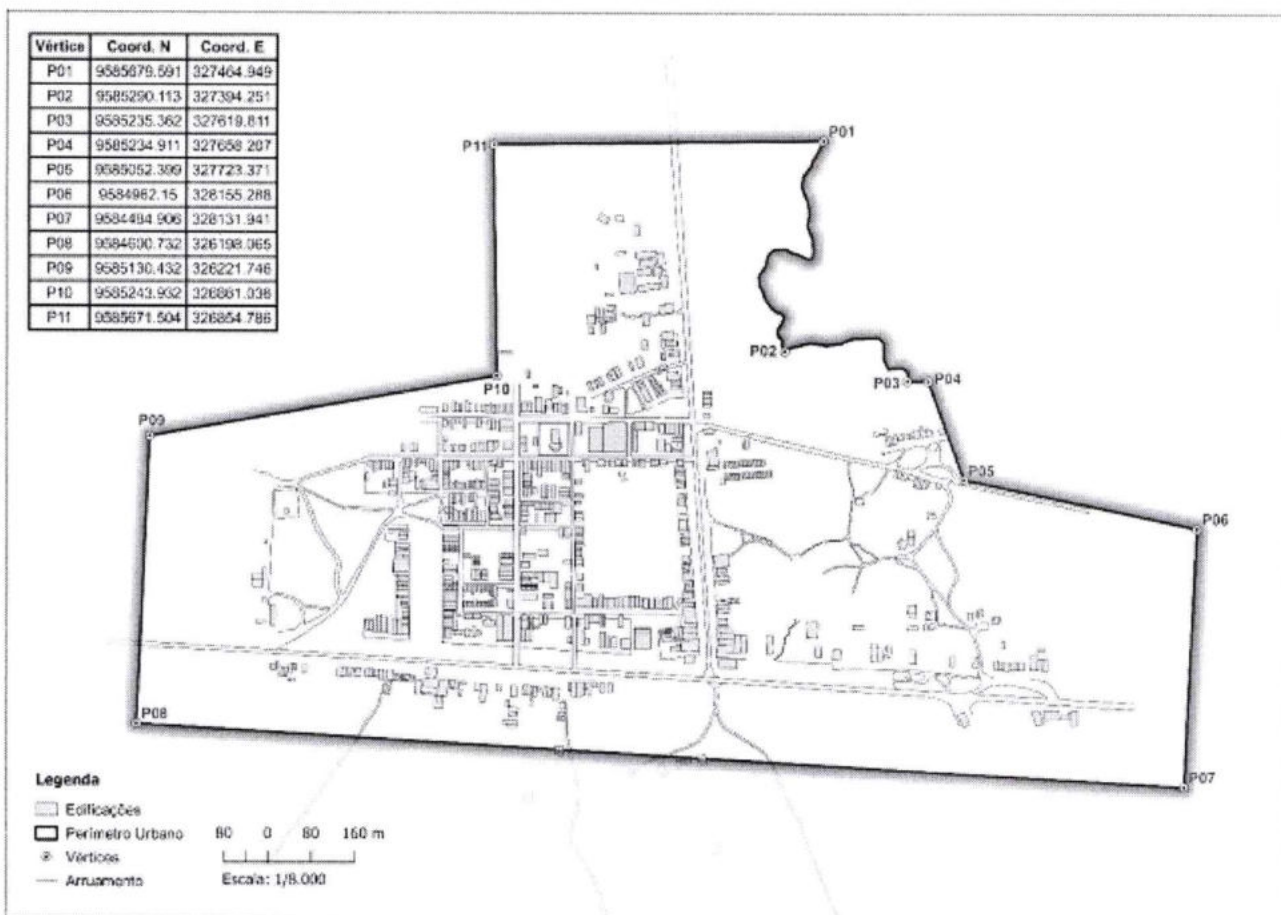 Vértice Coord. N Coord. E
P01 9585679.591 327464.949
P02 9585290.113 327394.251
P03 9585235.362 327619.811
P04 9585234.911 327658.207
P05 9585052.399 327723.371
P06 9584962.15 328155.288
P07 9584484.906 328131.941
P08 9584600.732 326198.065
P09 9585130.432 326221.746
P10 9585243.932 326861.036
P11 9585671.504 326854.786
P01
P11
P02
P03 P04
P10
P09
P05
P06
P08
P07
Legenda
Edificações
Perímetro Urbano 80 0 80 160 m
Vértices
Arruamento Escala: 1/8.000